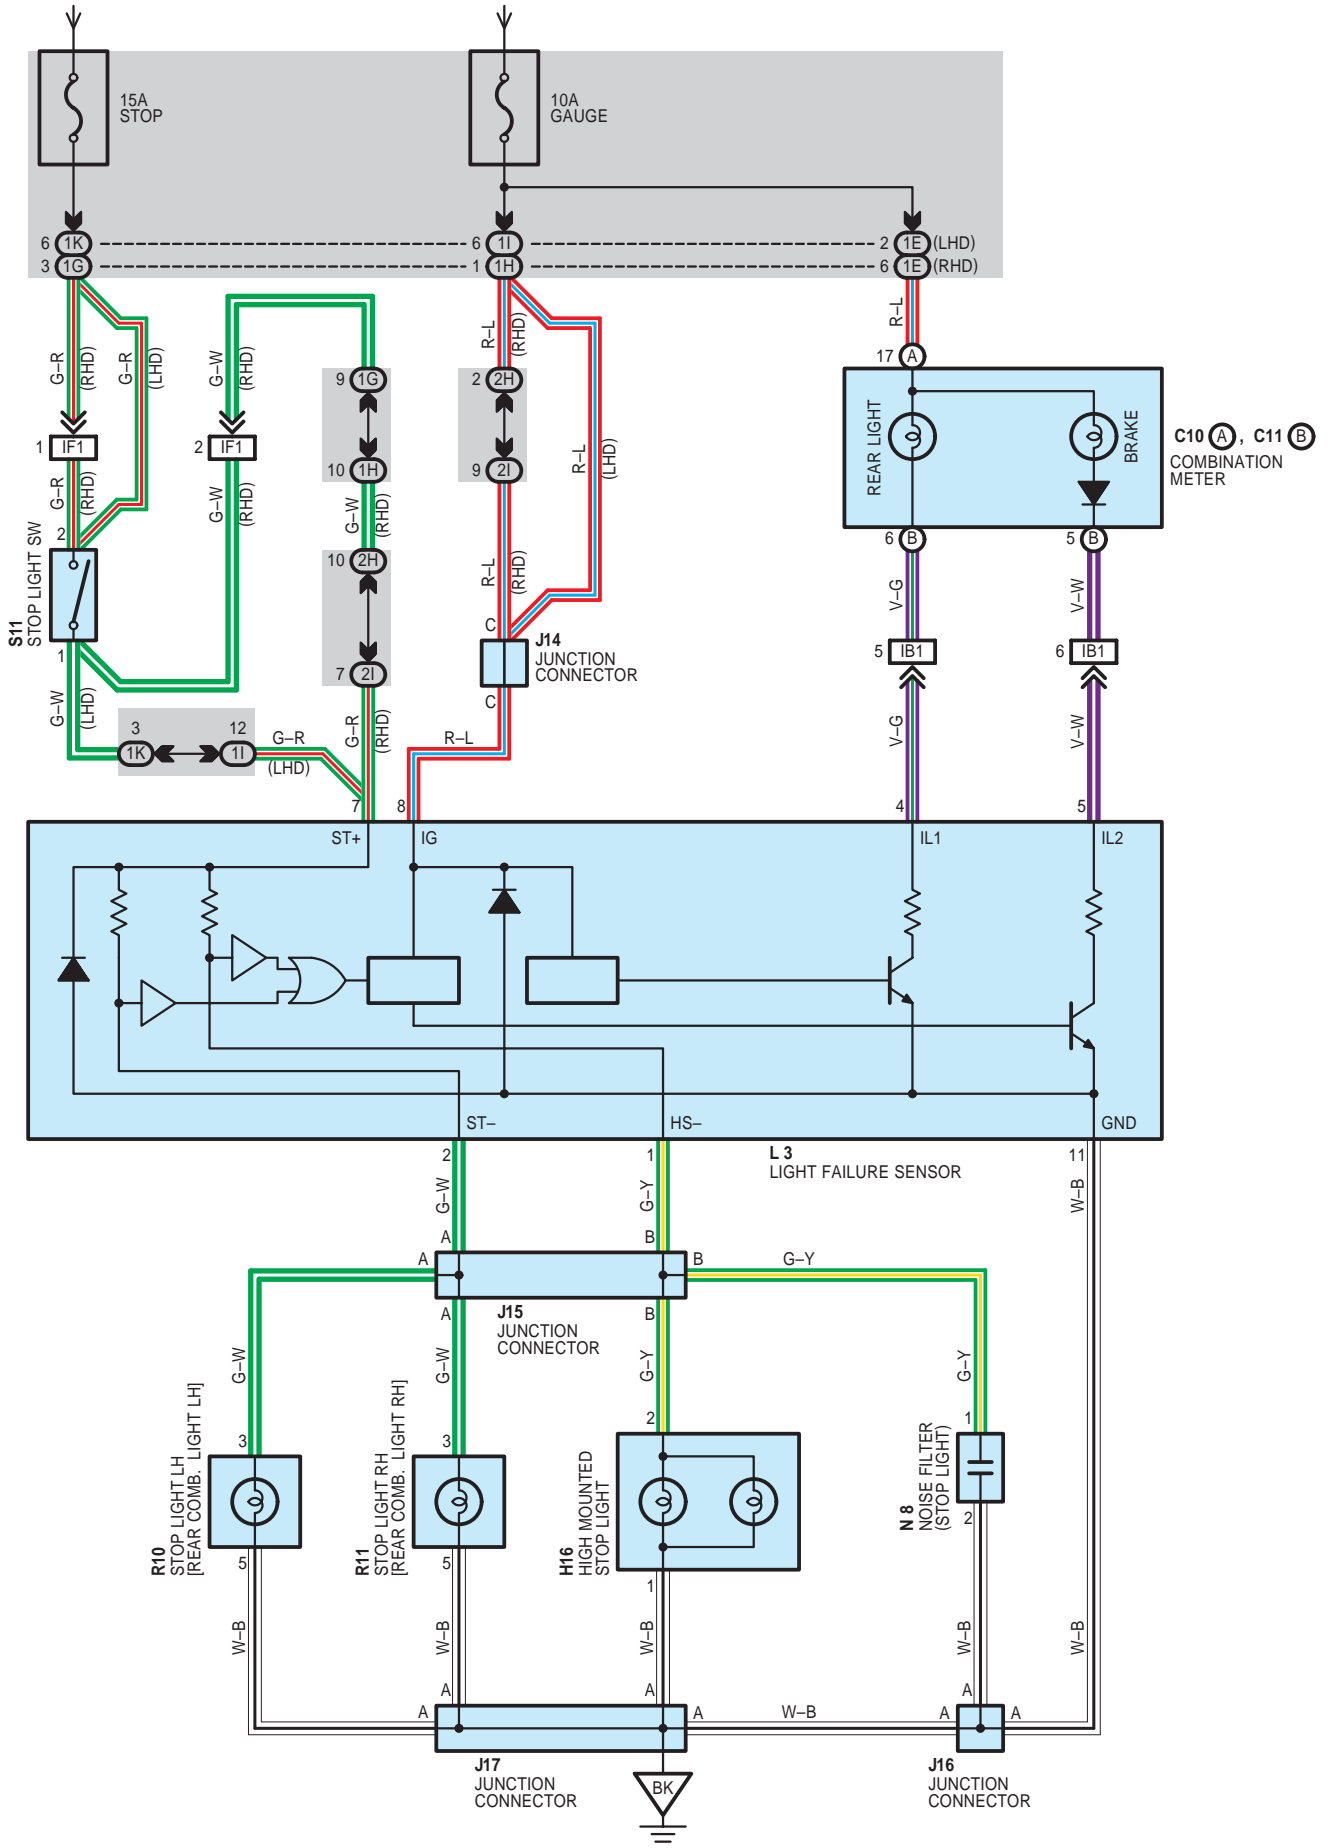 15A
STOP
10A
GAUGE
6 1K
6 1I
2 1E (LHD)
3 1G
1 1H
6 1E (RHD)
G–R
(RHD)
G–R
(LHD)
G–W
(RHD)
R–L
(RHD)
R–L
17 A
9 1G
2 2H
10 1H
9 2I
R–L
(LHD)
REAR LIGHT
BRAKE
C10 A , C11 B
COMBINATION
METER
1 IF1
2 IF1
G–R
(RHD)
G–W
(RHD)
G–W
(RHD)
6 B
5 B
2
S11
STOP LIGHT SW
1
10 2H
7 2I
R–L
(RHD)
V–G
V–W
C
J14
JUNCTION
CONNECTOR
C
5 IB1
6 IB1
G–W
(LHD)
3
1K
12
1I
G–R
(LHD)
G–R
(RHD)
R–L
V–G
V–W
7
8
4
5
ST+
IG
IL1
IL2
ST–
HS–
GND
2
1
L 3
LIGHT FAILURE SENSOR
11
G–W
G–Y
W–B
A
B
A
B
G–Y
A
B
J15
JUNCTION
CONNECTOR
G–W
G–W
G–Y
G–Y
3
3
2
1
R10
STOP LIGHT LH
[REAR COMB. LIGHT LH]
R11
STOP LIGHT RH
[REAR COMB. LIGHT RH]
H16
HIGH MOUNTED
STOP LIGHT
N 8
NOISE FILTER
(STOP LIGHT)
5
5
1
2
W–B
W–B
W–B
W–B
W–B
A
A
A
A
A
W–B
A
A
J17
JUNCTION
CONNECTOR
BK
J16
JUNCTION
CONNECTOR